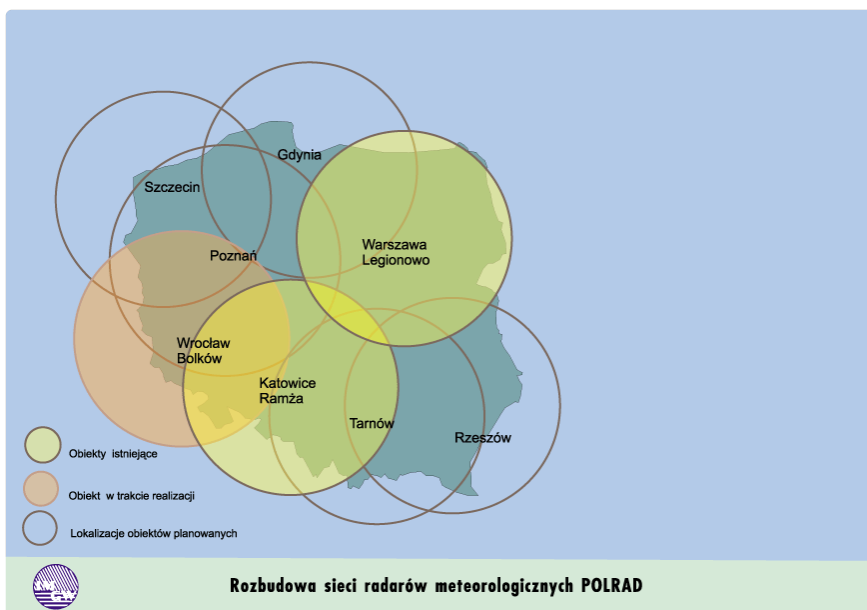 Gdynia
Szczecin
Warszawa
Legionowo
Poznań
Wrocław
Bolków
Katowice
Ramża
Tarnów
Rzeszów
Obiekty istniejące
Obiekt w trakcie realizacji
Lokalizacje obiektów planowanych
Rozbudowa sieci radarów meteorologicznych POLRAD